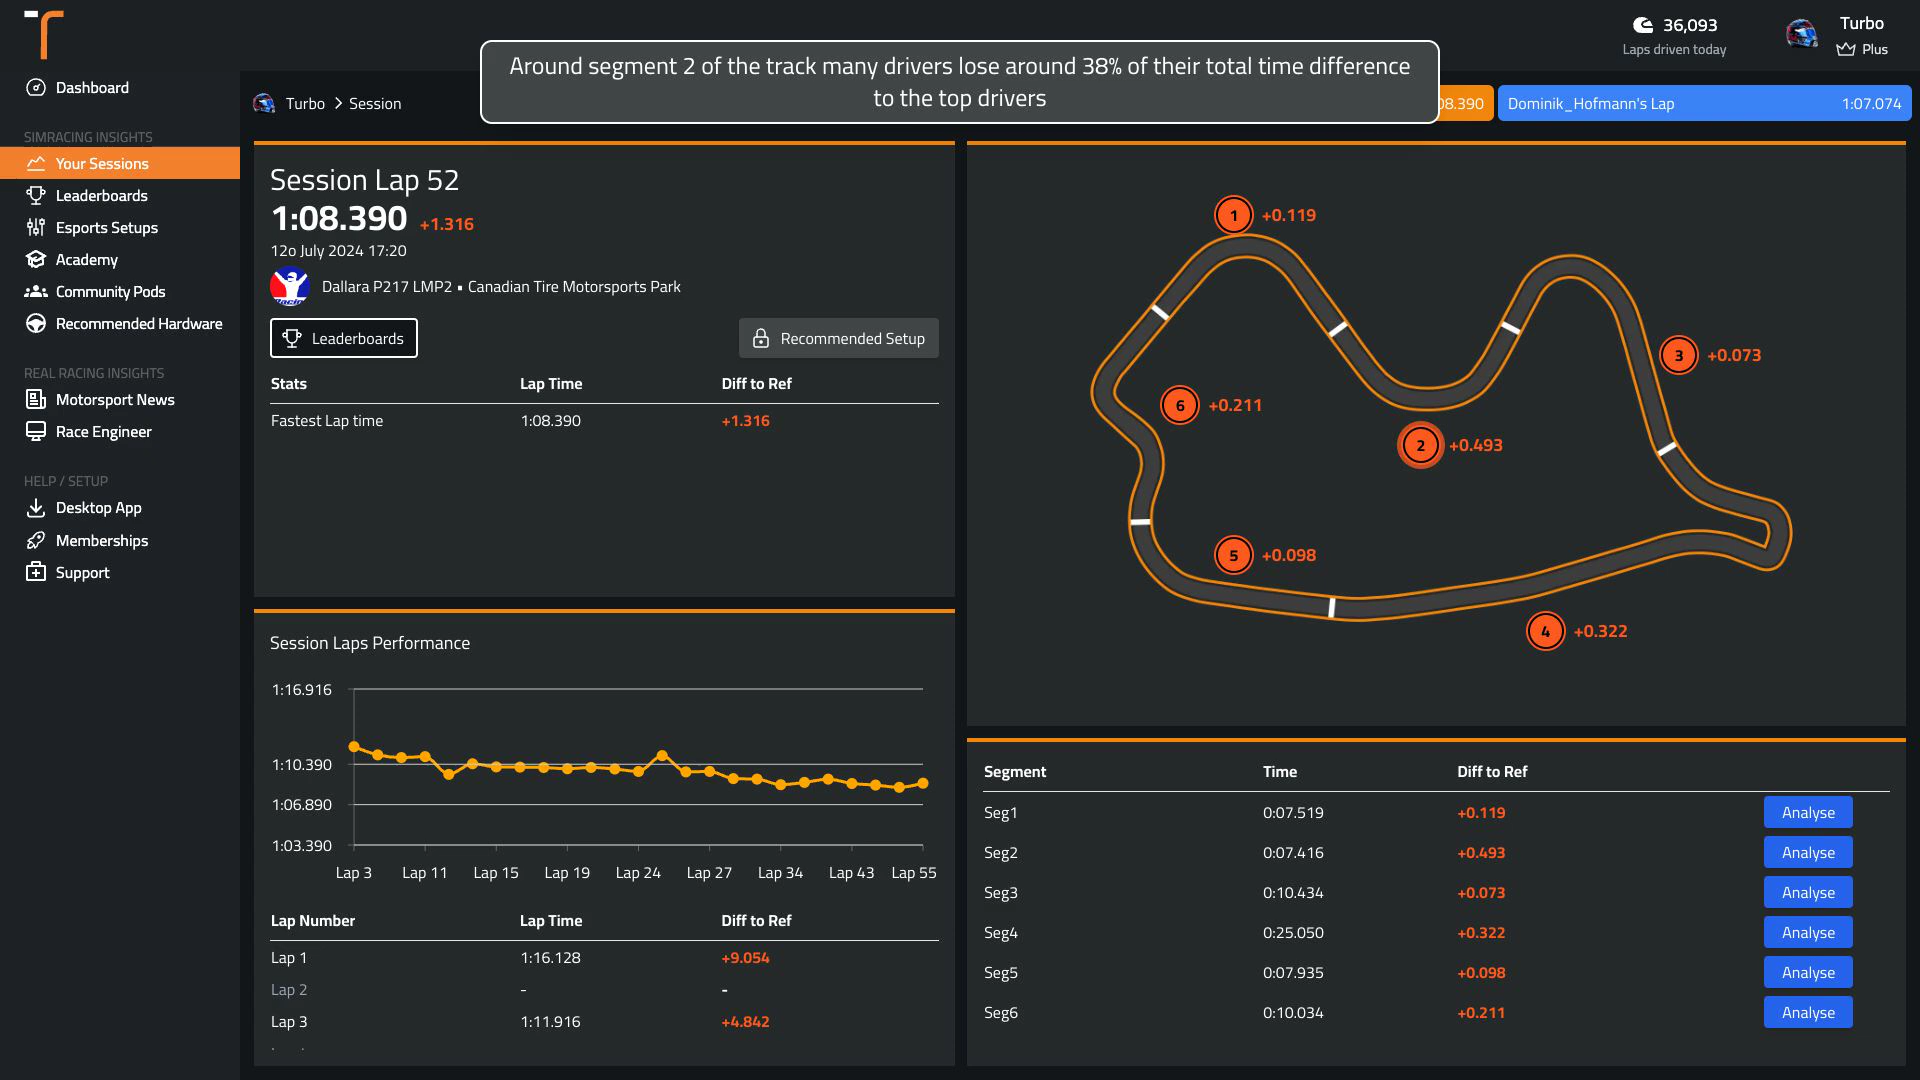 36,093
Laps driven today
Turbo
Plus
Around segment 2 of the track many drivers lose around 38% of their total time difference
to the top drivers
Dashboard
SIMRACING INSIGHTS
Your Sessions
Leaderboards
Esports Setups
Academy
Community Pods
Recommended Hardware
REAL RACING INSIGHTS
Motorsport News
Race Engineer
HELP / SETUP
Desktop App
Memberships
Support
Turbo > Session
08.390
Dominik_Hofmann's Lap 1:07.074
Session Lap 52
1:08.390 +1.316
12o July 2024 17:20
Dallara P217 LMP2 • Canadian Tire Motorsports Park
Leaderboards
Recommended Setup
Stats Lap Time Diff to Ref
Fastest Lap time 1:08.390 +1.316
1 +0.119
3 +0.073
6 +0.211
2 +0.493
5 +0.098
4 +0.322
Session Laps Performance
1:16.916
1:10.390
1:06.890
1:03.390
Lap 3 Lap 11 Lap 15 Lap 19 Lap 24 Lap 27 Lap 34 Lap 43 Lap 55
Lap Number Lap Time Diff to Ref
Lap 1 1:16.128 +9.054
Lap 2 - -
Lap 3 1:11.916 +4.842
Segment Time Diff to Ref
Seg1 0:07.519 +0.119 Analyse
Seg2 0:07.416 +0.493 Analyse
Seg3 0:10.434 +0.073 Analyse
Seg4 0:25.050 +0.322 Analyse
Seg5 0:07.935 +0.098 Analyse
Seg6 0:10.034 +0.211 Analyse